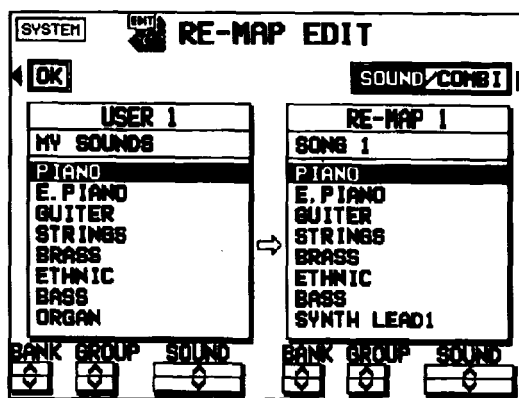 SYSTEM
EDIT
RE-MAP EDIT
OK
SOUND/COMBI
USER 1
MY SOUNDS
PIANO
E.PIANO
GUITER
STRINGS
BRASS
ETHNIC
BASS
ORGAN
RE-MAP 1
SONG 1
PIANO
E.PIANO
GUITER
STRINGS
BRASS
ETHNIC
BASS
SYNTH LEAD1
BANK GROUP SOUND
BANK GROUP SOUND